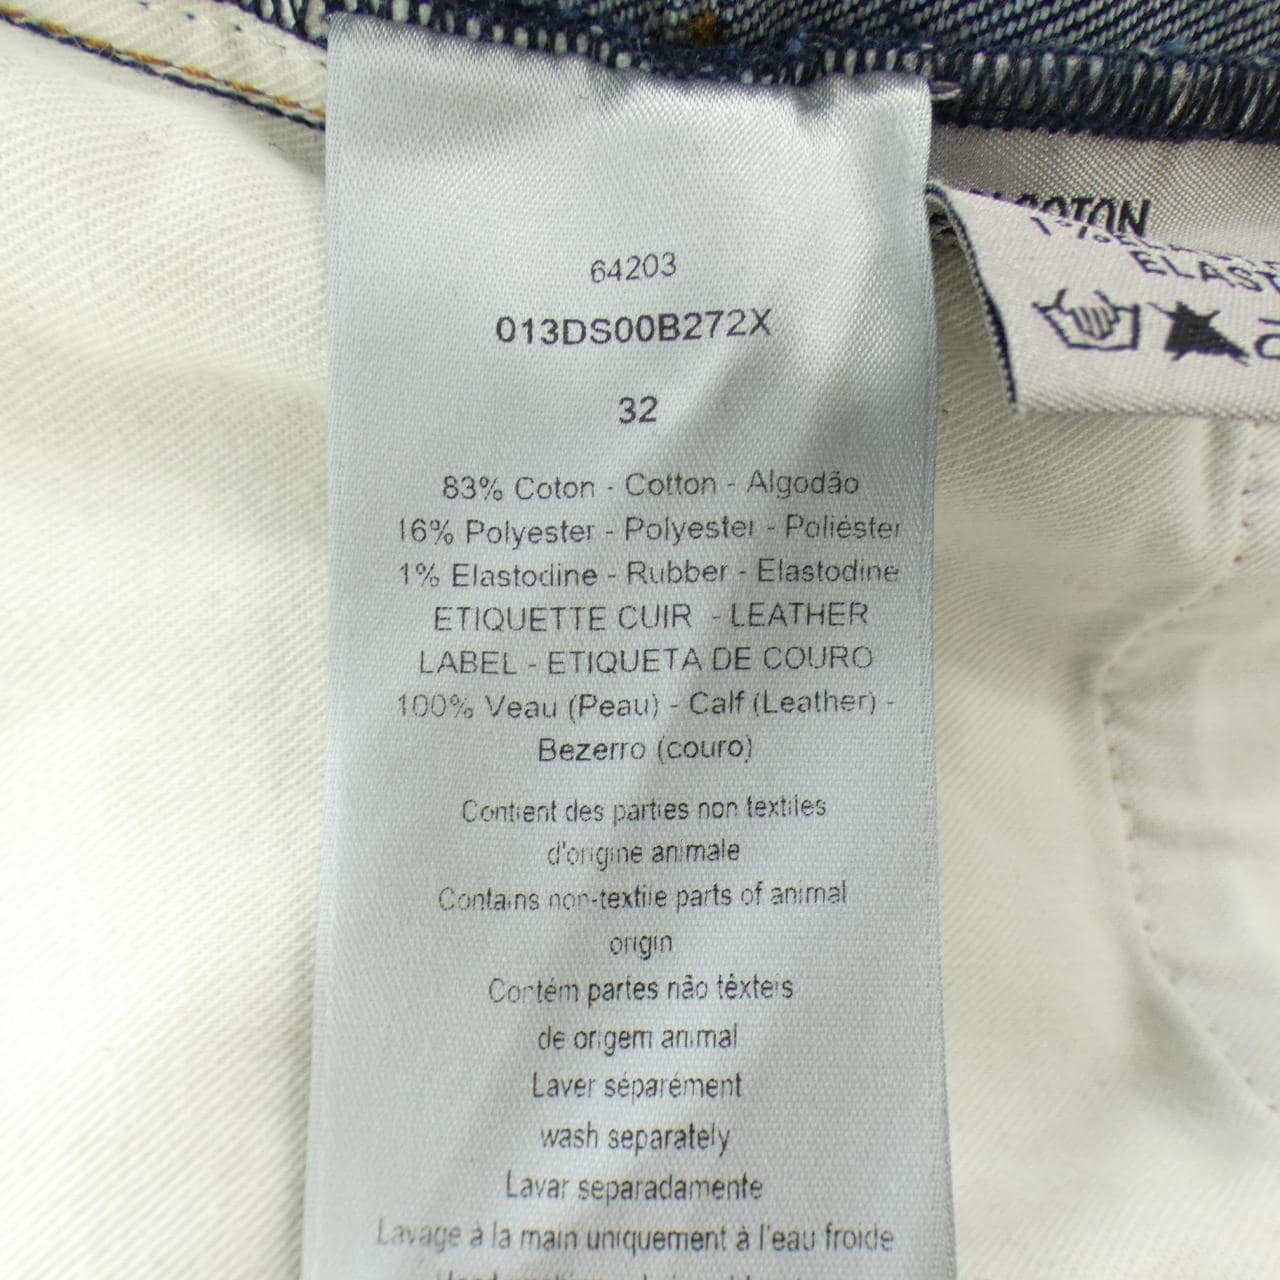 64203
013DS00B272X
32
83% Coton - Cotton - Algodão
16% Polyester - Polyester - Poliéster
1% Elastodine - Rubber - Elastodine
ETIQUETTE CUIR - LEATHER
LABEL - ETIQUETA DE COURO
100% Veau (Peau) - Calf (Leather) -
Bezerro (couro)
Contient des parties non textiles
d'origine animale
Contains non-textile parts of animal
origin
Contém partes não têxteis
de origem animal
Laver séparément
wash separately
Lavar separadamente
Lavage à la main uniquement à l'eau froide
1%
ELAST